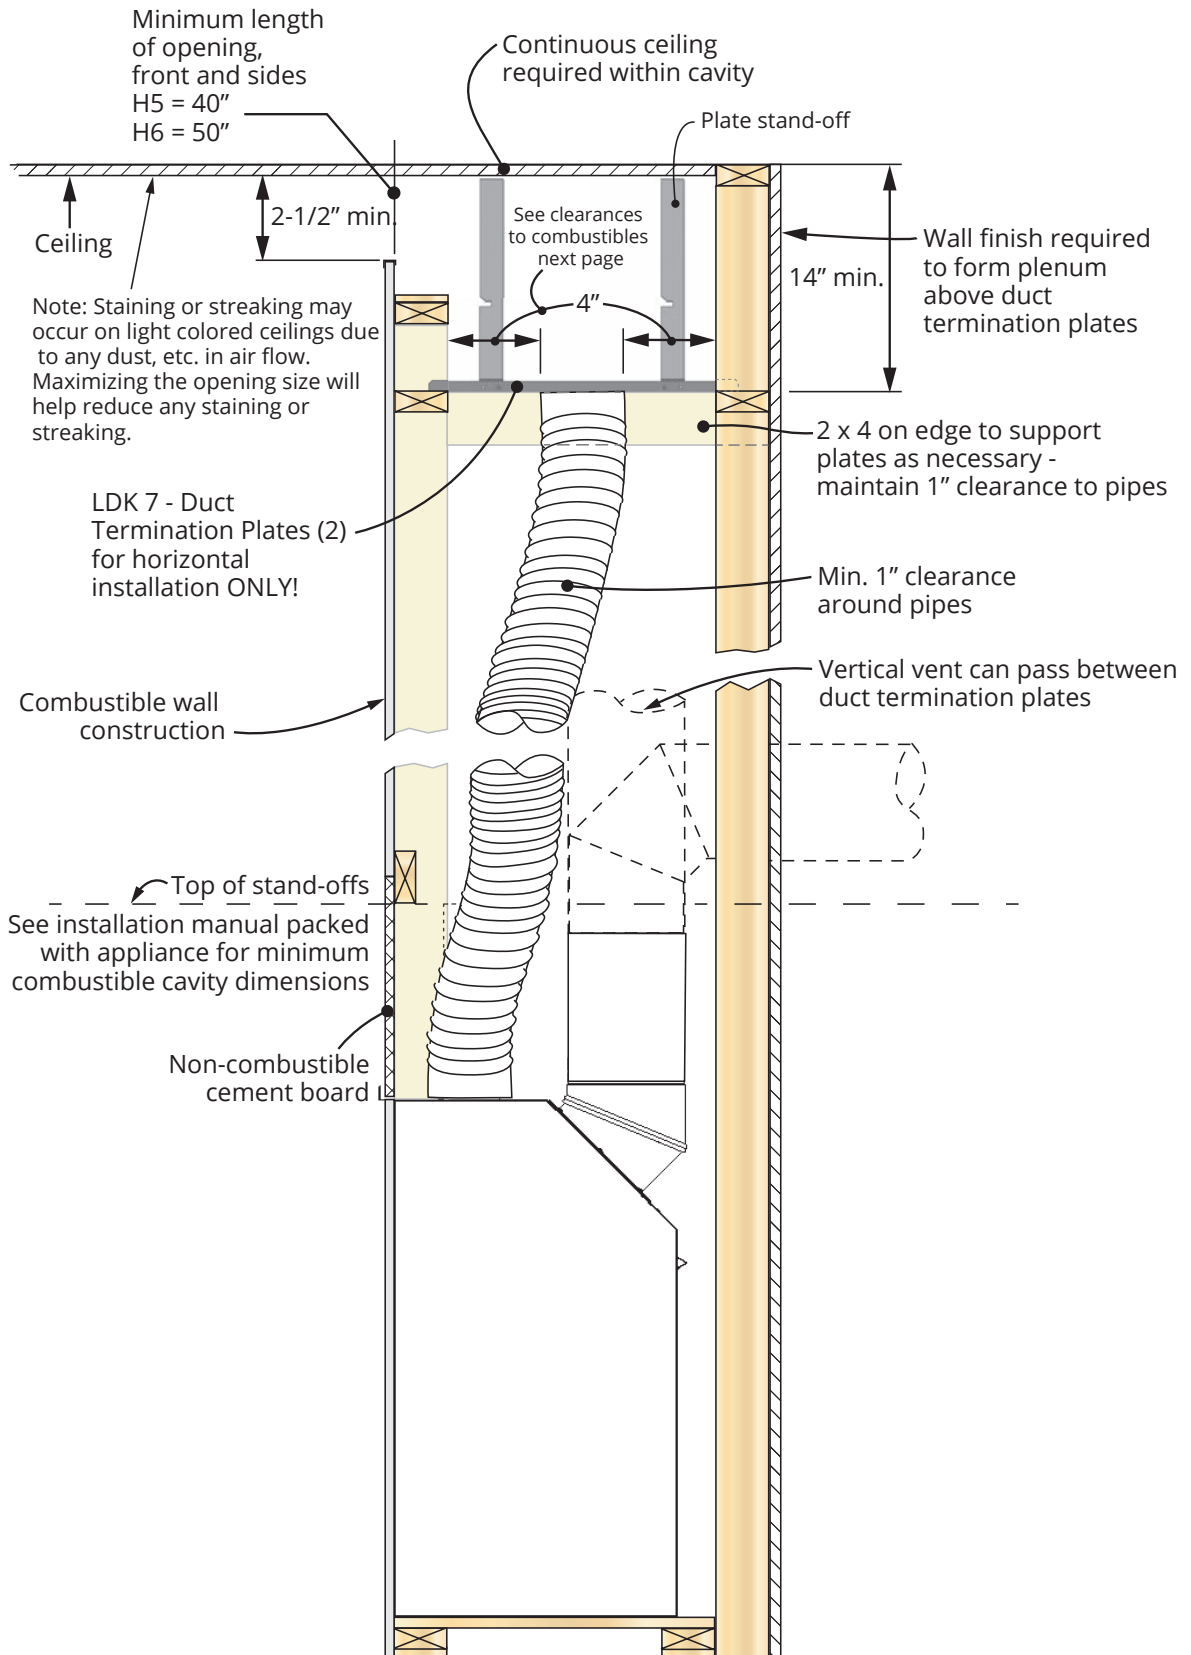 Minimum length
of opening,
front and sides
H5 = 40”
H6 = 50”
Continuous ceiling
required within cavity
Plate stand-off
2-1/2” min.
Ceiling
See clearances
to combustibles
next page
4”
14” min.
Wall finish required
to form plenum
above duct
termination plates
Note: Staining or streaking may
occur on light colored ceilings due
to any dust, etc. in air flow.
Maximizing the opening size will
help reduce any staining or
streaking.
2 x 4 on edge to support
plates as necessary -
maintain 1” clearance to pipes
LDK 7 - Duct
Termination Plates (2)
for horizontal
installation ONLY!
Min. 1” clearance
around pipes
Vertical vent can pass between
duct termination plates
Combustible wall
construction
Top of stand-offs
See installation manual packed
with appliance for minimum
combustible cavity dimensions
Non-combustible
cement board